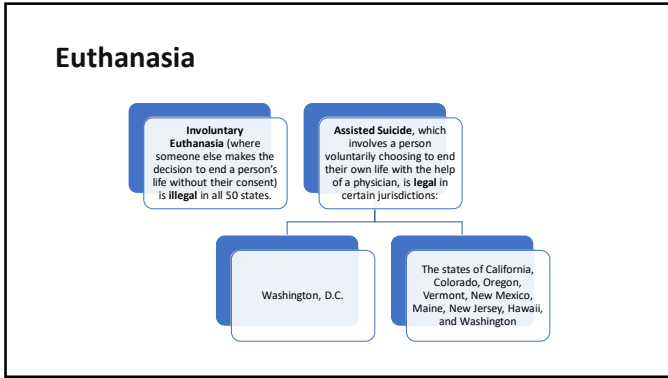 Euthanasia
Involuntary
Euthanasia (where
someone else makes the
decision to end a person's
life without their consent)
is illegal in all 50 states.
Assisted Suicide, which
involves a person
voluntarily choosing to end
their own life with the help
of a physician, is legal in
certain jurisdictions:
Washington, D.C.
The states of California,
Colorado, Oregon,
Vermont, New Mexico,
Maine, New Jersey, Hawaii,
and Washington